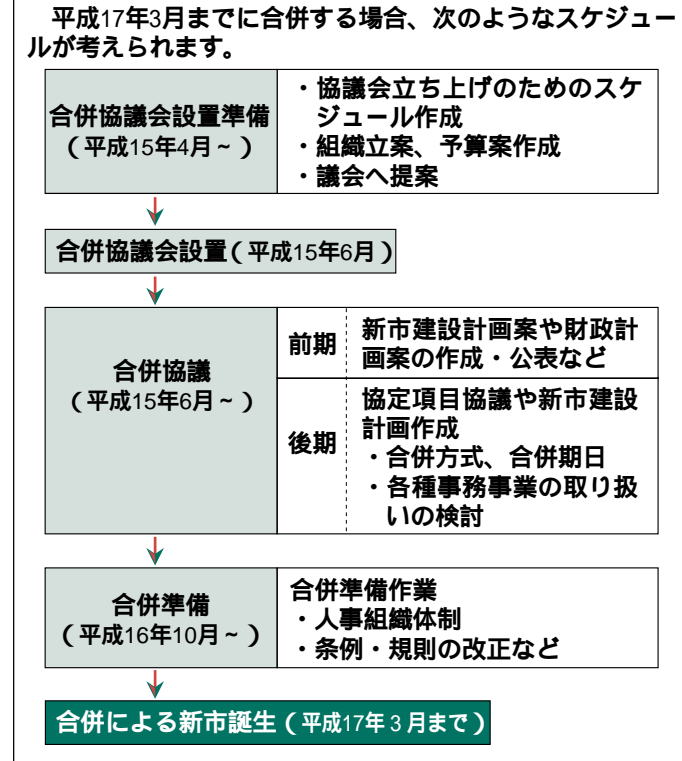 平成17年3月までに合併する場合、次のようなスケジュー
ルが考えられます。
合併協議会設置準備
（平成15年4月～）
・協議会立ち上げのためのスケ
ジュール作成
・組織立案、予算案作成
・議会へ提案
合併協議会設置（平成15年6月）
合併協議
（平成15年6月～）
前期
新市建設計画案や財政計
画案の作成・公表など
後期
協定項目協議や新市建設
計画作成
・合併方式、合併期日
・各種事務事業の取り扱
いの検討
合併準備
（平成16年10月～）
合併準備作業
・人事組織体制
・条例・規則の改正など
合併による新市誕生（平成17年３月まで）